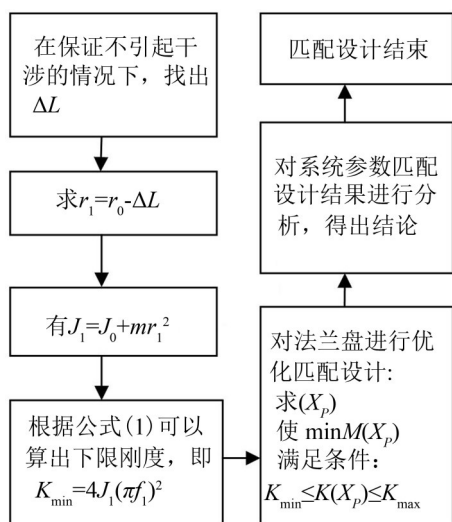 在保证不引起干
涉的情况下，找出
ΔL
求r₁=r₀-ΔL
有J₁=J₀+mr₁²
根据公式(1)可以
算出下限刚度，即
Kmin=4J₁(πf₁)²
对法兰盘进行优
化匹配设计:
求(X_P)
使 minM(X_P)
满足条件：
Kmin≤K(X_P)≤Kmax
对系统参数匹配
设计结果进行分
析，得出结论
匹配设计结束